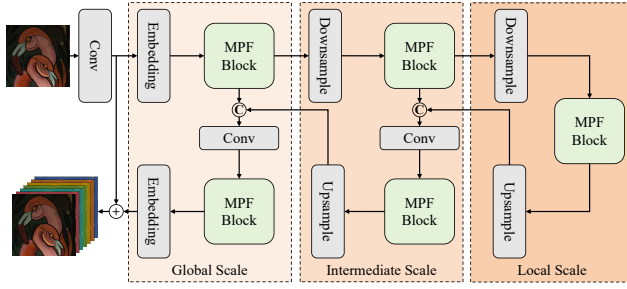 Conv
Embedding
MPF
Block
Downsample
MPF
Block
Downsample
MPF
Block
C
Conv
C
Conv
Embedding
MPF
Block
Upsample
MPF
Block
Upsample
+
Global Scale
Intermediate Scale
Local Scale